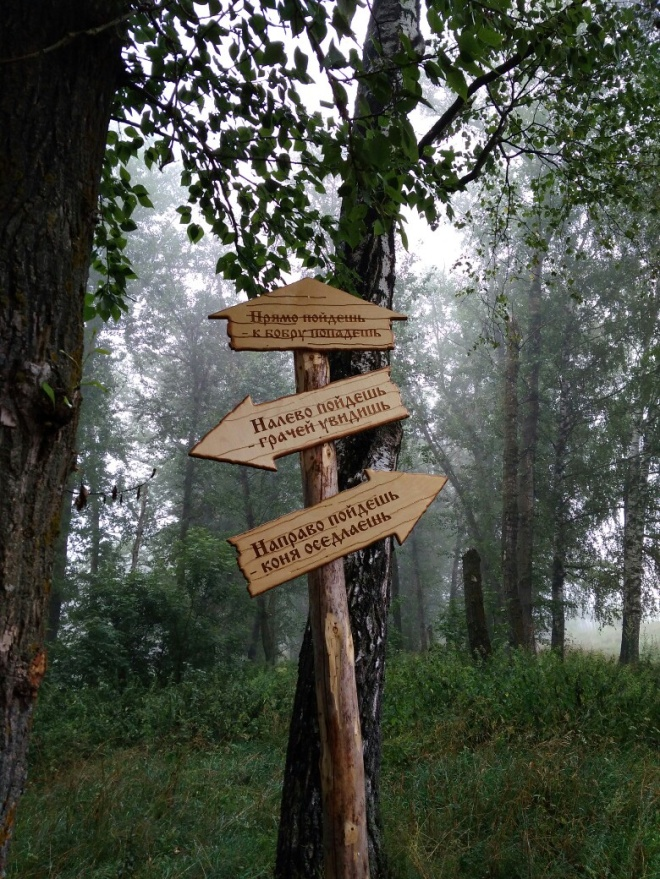 Прямо пойдешь
- к бобру попадешь
Налево пойдешь
- грачей увидишь
Направо пойдешь
- коня оседлаешь